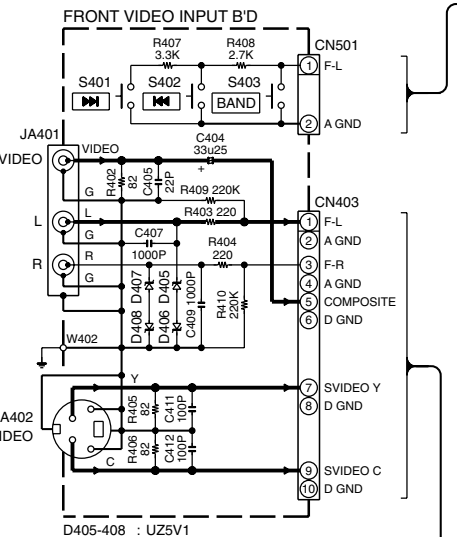 FRONT VIDEO INPUT B'D
R407
3.3K
R408
2.7K
CN501
1 F-L
S401
S402
S403
BAND
2 A GND
JA401
VIDEO
VIDEO
C404
33u25
+
R402
82
C405
22P
G
R409 220K
CN403
L
L
R403 220
1 F-L
G
C407
1000P
2 A GND
R404
220
R
R
3 F-R
G
D407
D405
D408
D406
C409 1000P
R410
220K
4 A GND
5 COMPOSITE
6 D GND
W402
Y
7 SVIDEO Y
R405
82
C411
100P
8 D GND
A402
IDEO
R406
82
C412
100P
C
9 SVIDEO C
10 D GND
D405-408 : UZ5V1